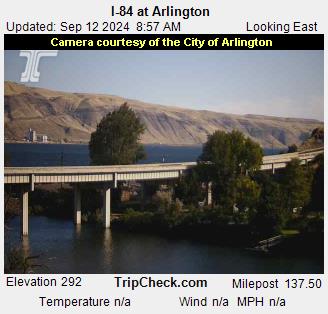 I-84 at Arlington
Updated: Sep 12 2024 8:57 AM Looking East
Camera courtesy of the City of Arlington
Elevation 292 TripCheck.com Milepost 137.50
Temperature n/a Wind n/a MPH n/a